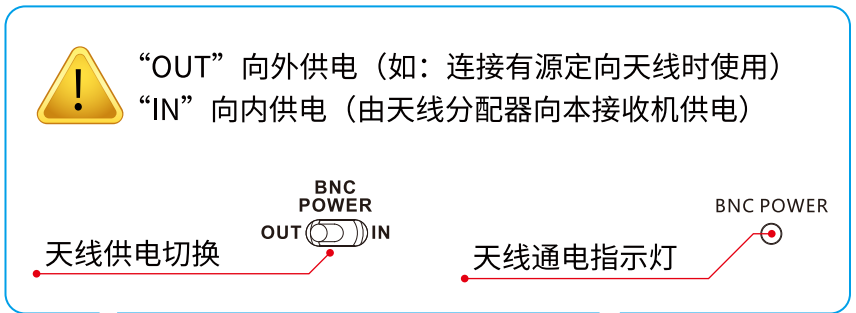 “OUT”向外供电（如：连接有源定向天线时使用）
“IN”向内供电（由天线分配器向本接收机供电）
BNC
POWER
OUT IN
天线供电切换
BNC POWER
天线通电指示灯